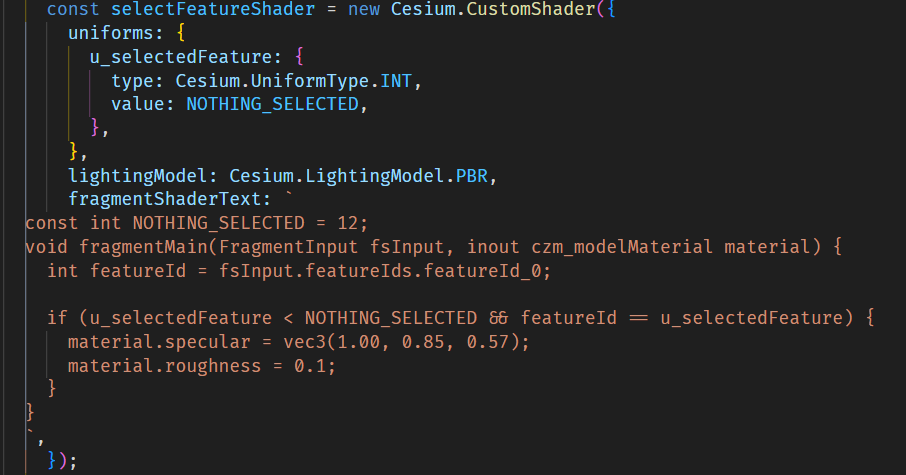 const selectFeatureShader = new Cesium.CustomShader({
uniforms: {
u_selectedFeature: {
type: Cesium.UniformType.INT,
value: NOTHING_SELECTED,
},
},
lightingModel: Cesium.LightingModel.PBR,
fragmentShaderText: `
const int NOTHING_SELECTED = 12;
void fragmentMain(FragmentInput fsInput, inout czm_modelMaterial material) {
int featureId = fsInput.featureIds.featureId_0;
if (u_selectedFeature < NOTHING_SELECTED && featureId == u_selectedFeature) {
material.specular = vec3(1.00, 0.85, 0.57);
material.roughness = 0.1;
}
}
`,
});